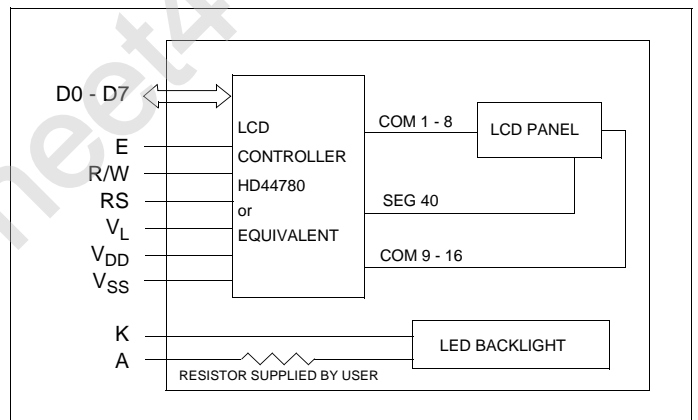 D0 - D7
E
R/W
RS
VL
VDD
VSS
K
A
LCD
CONTROLLER
HD44780
or
EQUIVALENT
COM 1 - 8
SEG 40
COM 9 - 16
LCD PANEL
LED BACKLIGHT
RESISTOR SUPPLIED BY USER